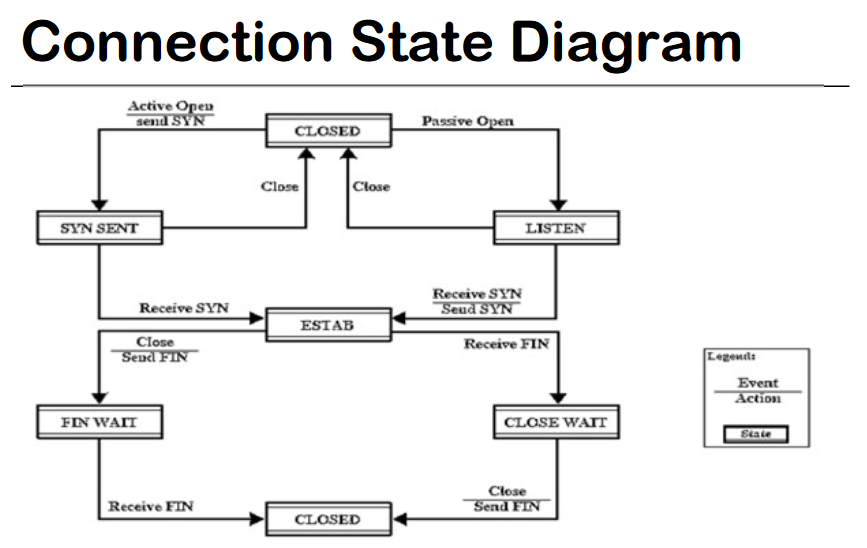 Connection State Diagram
Active Open
send SYN
CLOSED
Passive Open
Close
Close
SYN SENT
LISTEN
Receive SYN
Receive SYN
Send SYN
ESTAB
Close
Send FIN
Receive FIN
Legend:
Event
Action
State
FIN WAIT
CLOSE WAIT
Receive FIN
Close
Send FIN
CLOSED